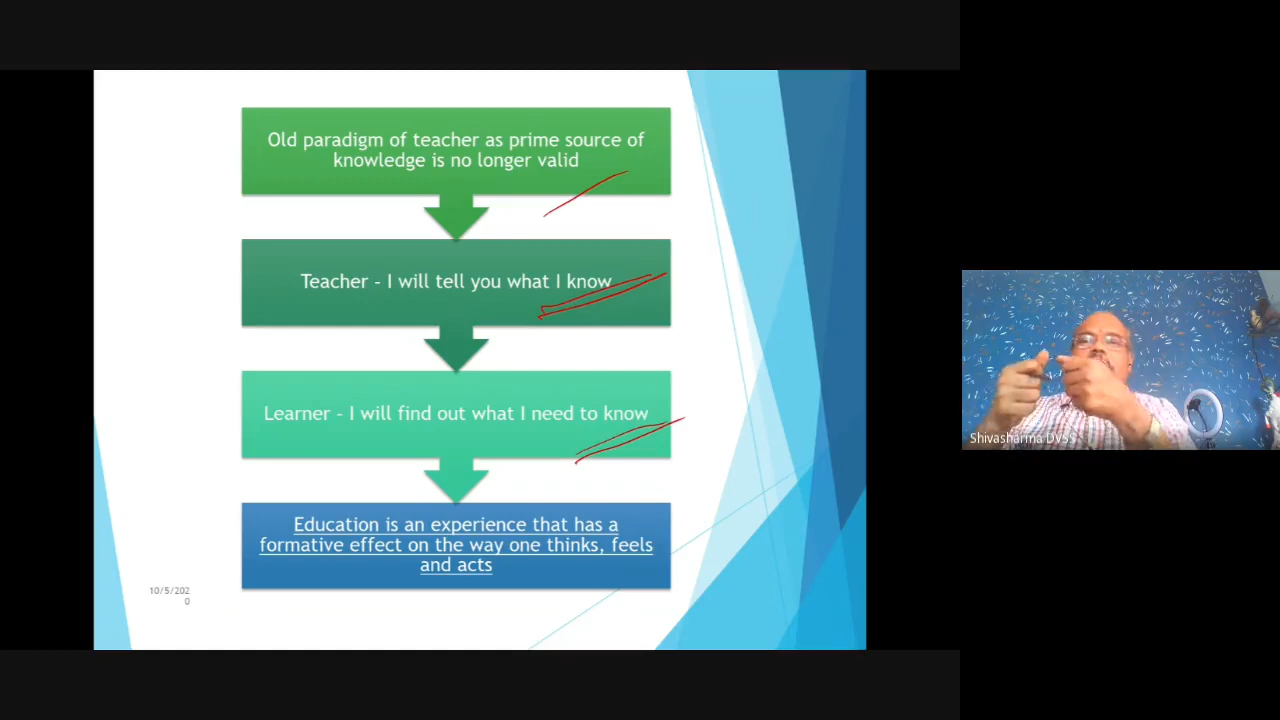 Old paradigm of teacher as prime source of
knowledge is no longer valid
Teacher - I will tell you what I know
Learner - I will find out what I need to know
Education is an experience that has a
formative effect on the way one thinks, feels
and acts
10/5/202
0
Shivasharma DVSS